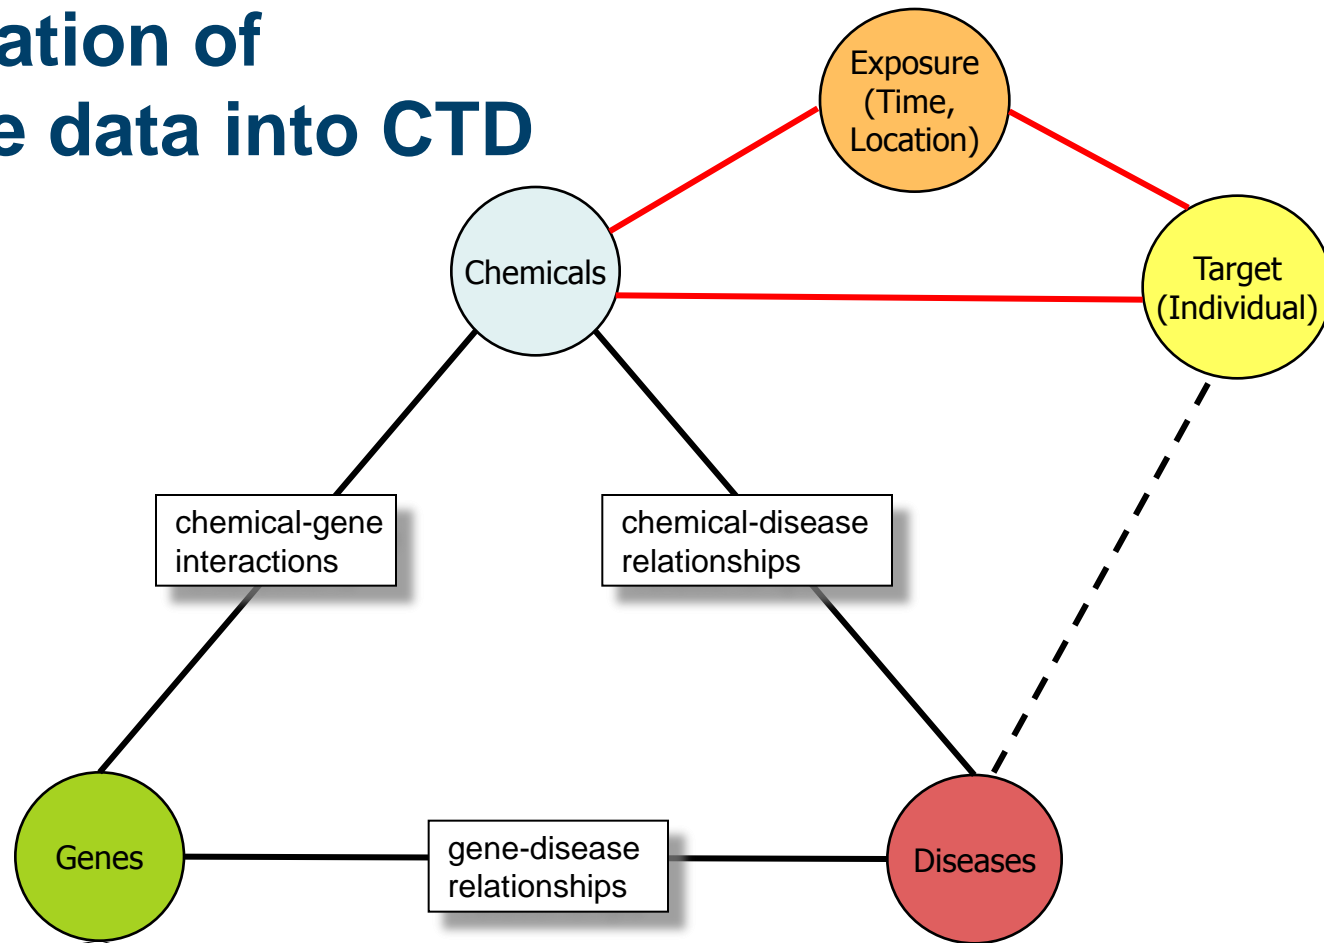 ation of
e data into CTD
Exposure
(Time,
Location)
Chemicals
Target
(Individual)
chemical-gene
interactions
chemical-disease
relationships
Genes
gene-disease
relationships
Diseases